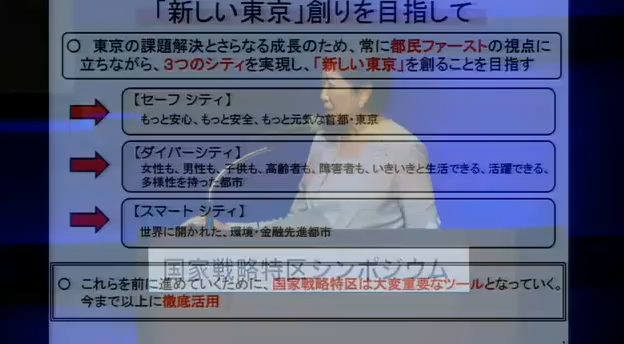 「新しい東京」創りを目指して
○ 東京の課題解決とさらなる成長のため、常に都民ファーストの視点に
立ちながら、3つのシティを実現し、「新しい東京」を創ることを目指す
【セーフ シティ】
もっと安心、もっと安全、もっと元気な首都・東京
【ダイバーシティ】
女性も、男性も、子供も、高齢者も、障害者も、いきいきと生活できる、活躍できる、
多様性を持った都市
【スマート シティ】
世界に開かれた、環境・金融先進都市
国家戦略特区シンポジウム
○ これらを前に進めていくために、国家戦略特区は大変重要なツールとなっていく。
今まで以上に徹底活用
1